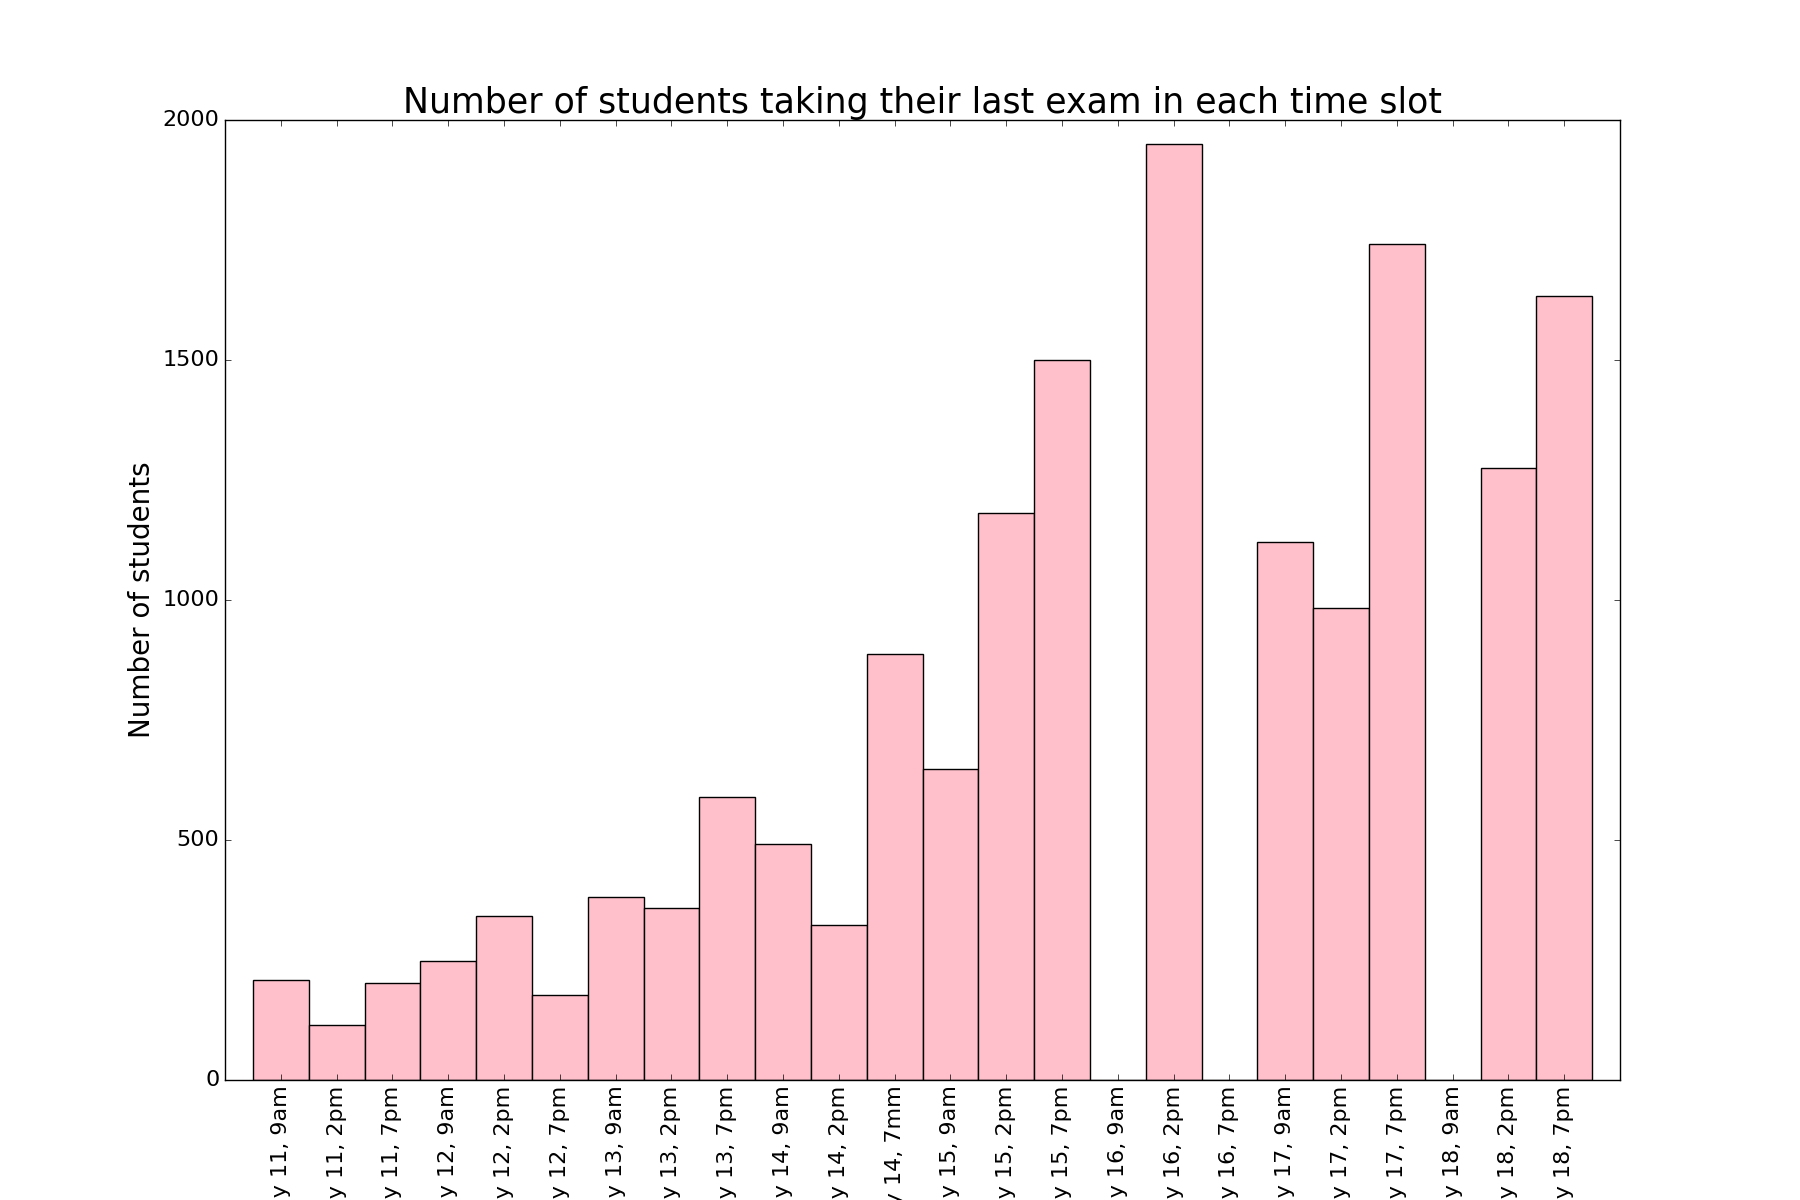 Number of students taking their last exam in each time slot
Number of students
2000
1500
1000
500
0
y 11, 9am
y 11, 2pm
y 11, 7pm
y 12, 9am
y 12, 2pm
y 12, 7pm
y 13, 9am
y 13, 2pm
y 13, 7pm
y 14, 9am
y 14, 2pm
y 14, 7mm
y 15, 9am
y 15, 2pm
y 15, 7pm
y 16, 9am
y 16, 2pm
y 16, 7pm
y 17, 9am
y 17, 2pm
y 17, 7pm
y 18, 9am
y 18, 2pm
y 18, 7pm